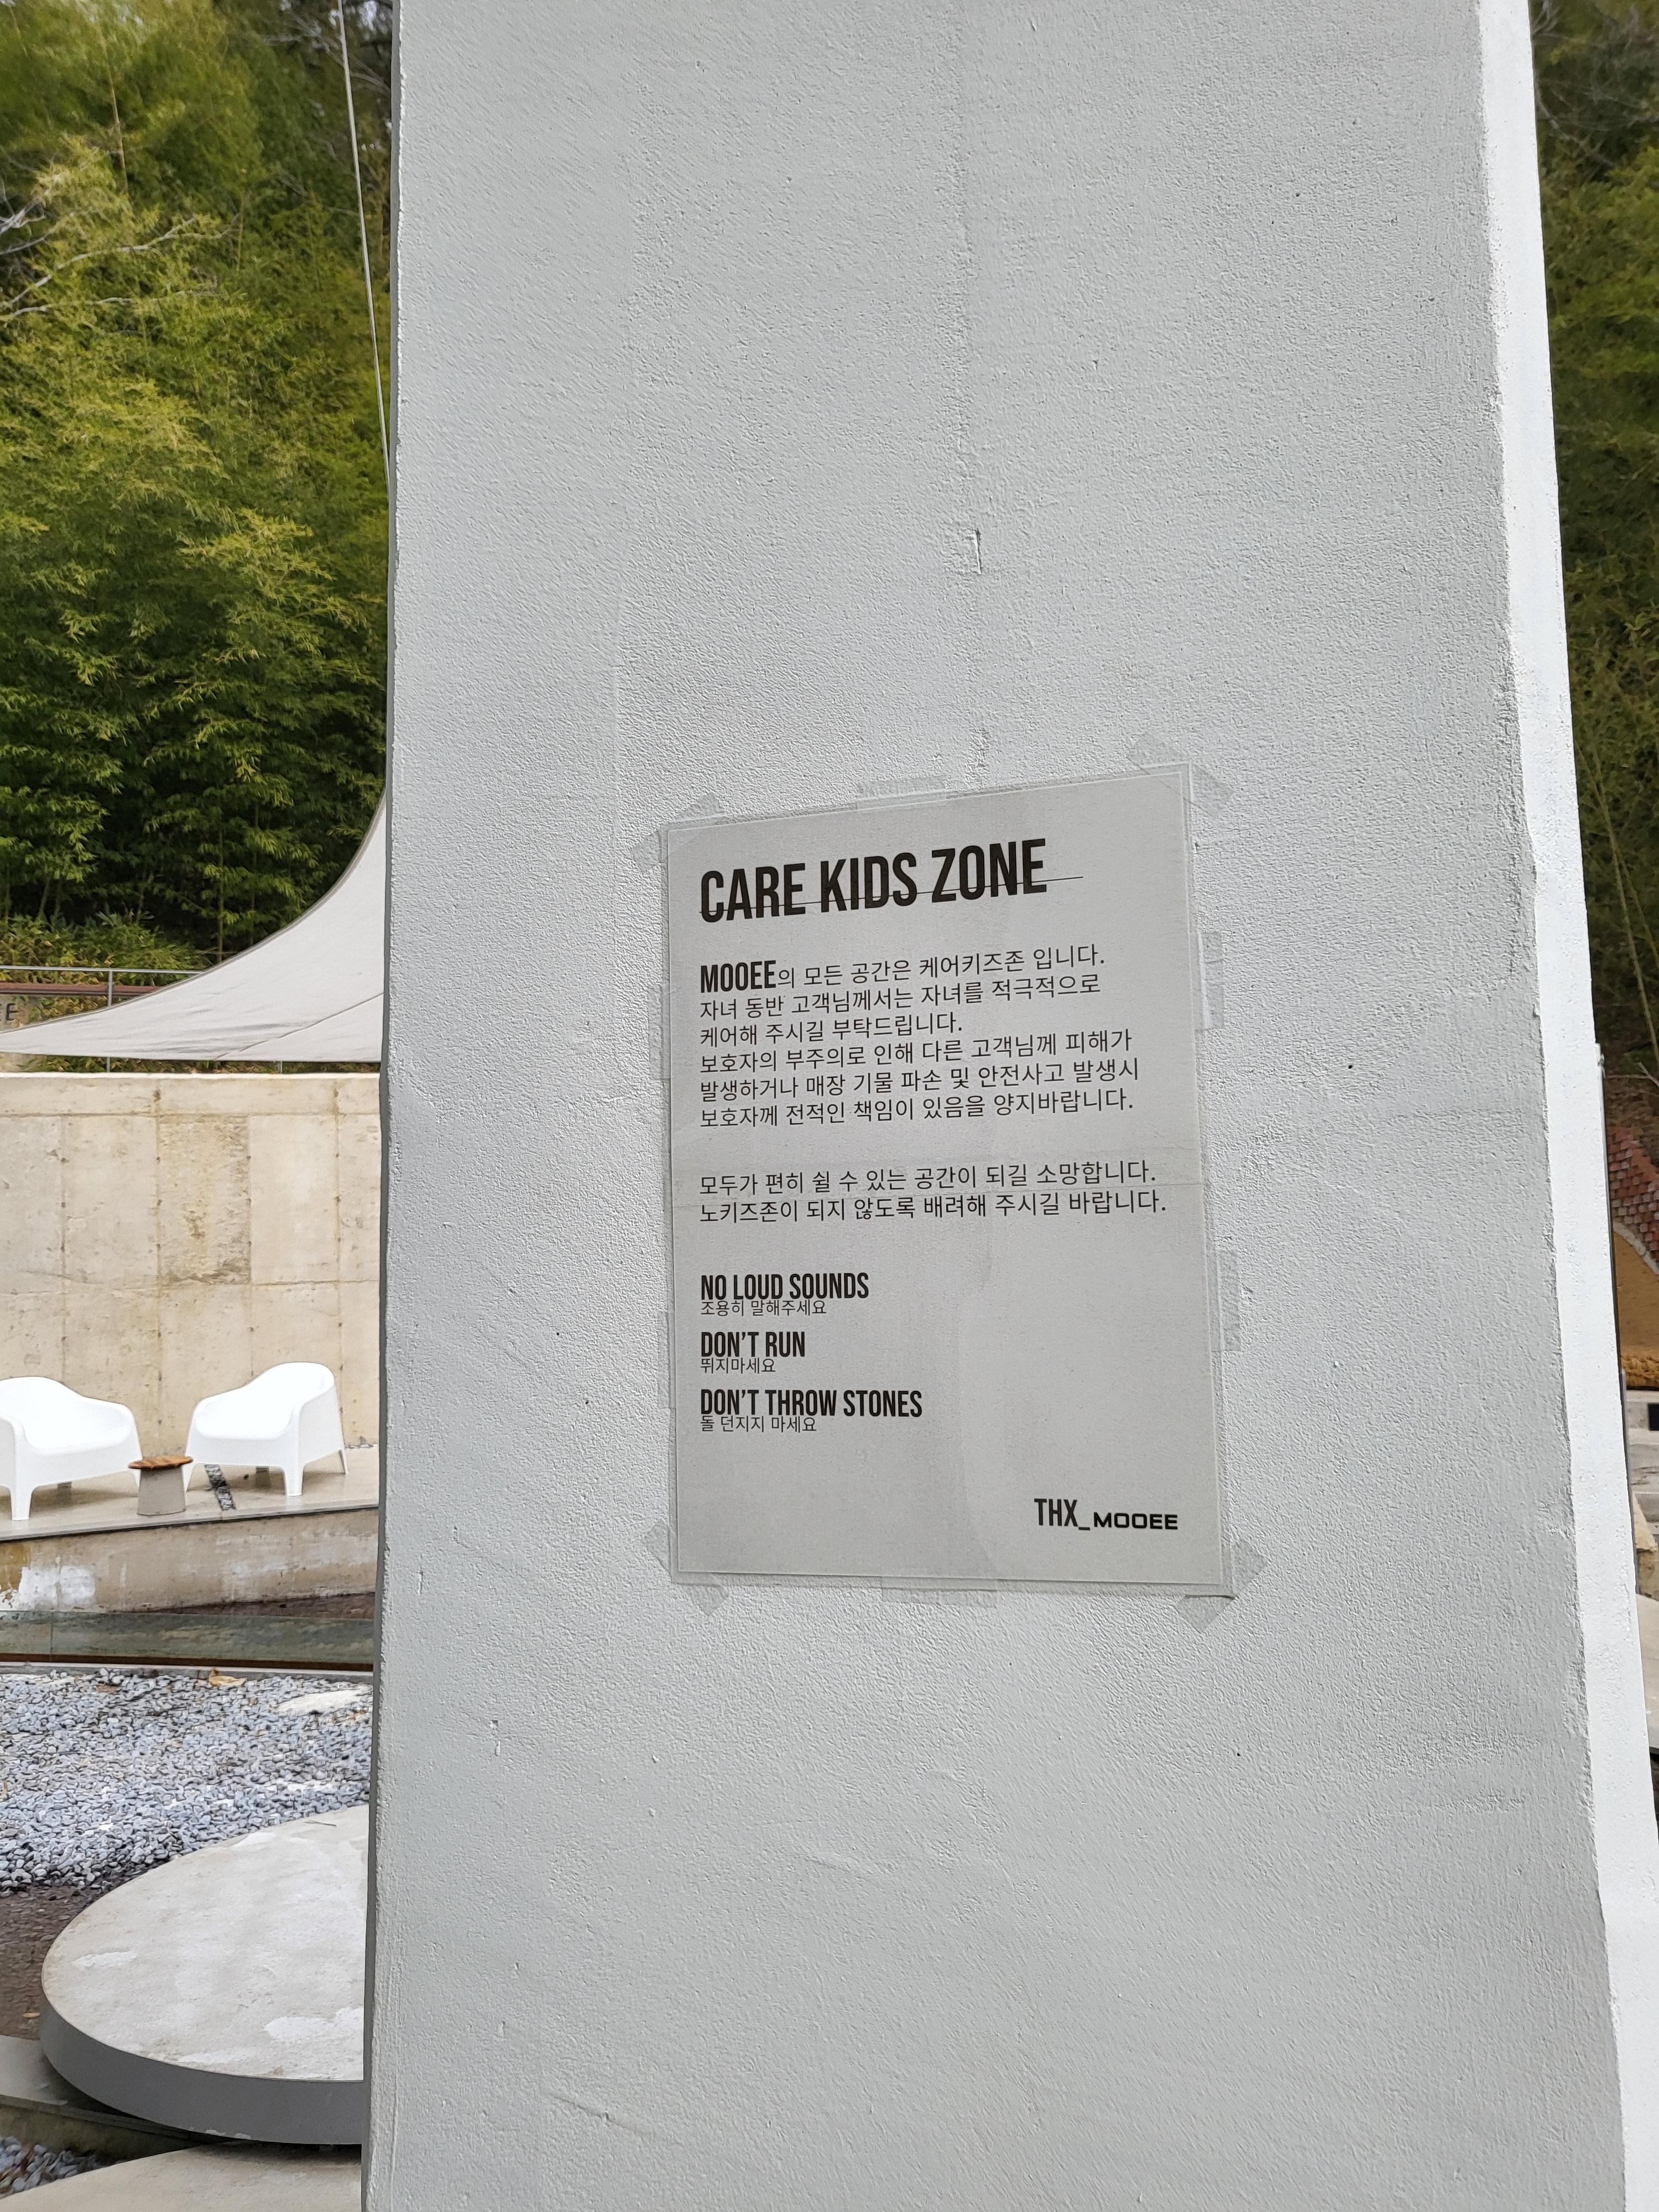 CARE KIDS ZONE
MOOEE의 모든 공간은 케어키즈존 입니다.
자녀 동반 고객님께서는 자녀를 적극적으로
케어해 주시길 부탁드립니다.
보호자의 부주의로 인해 다른 고객님께 피해가
발생하거나 매장 기물 파손 및 안전사고 발생시
보호자께 전적인 책임이 있음을 양지바랍니다.
모두가 편히 쉴 수 있는 공간이 되길 소망합니다.
노키즈존이 되지 않도록 배려해 주시길 바랍니다.
NO LOUD SOUNDS
조용히 말해주세요
DON'T RUN
뛰지마세요
DON'T THROW STONES
돌 던지지 마세요
THX_MOOEE